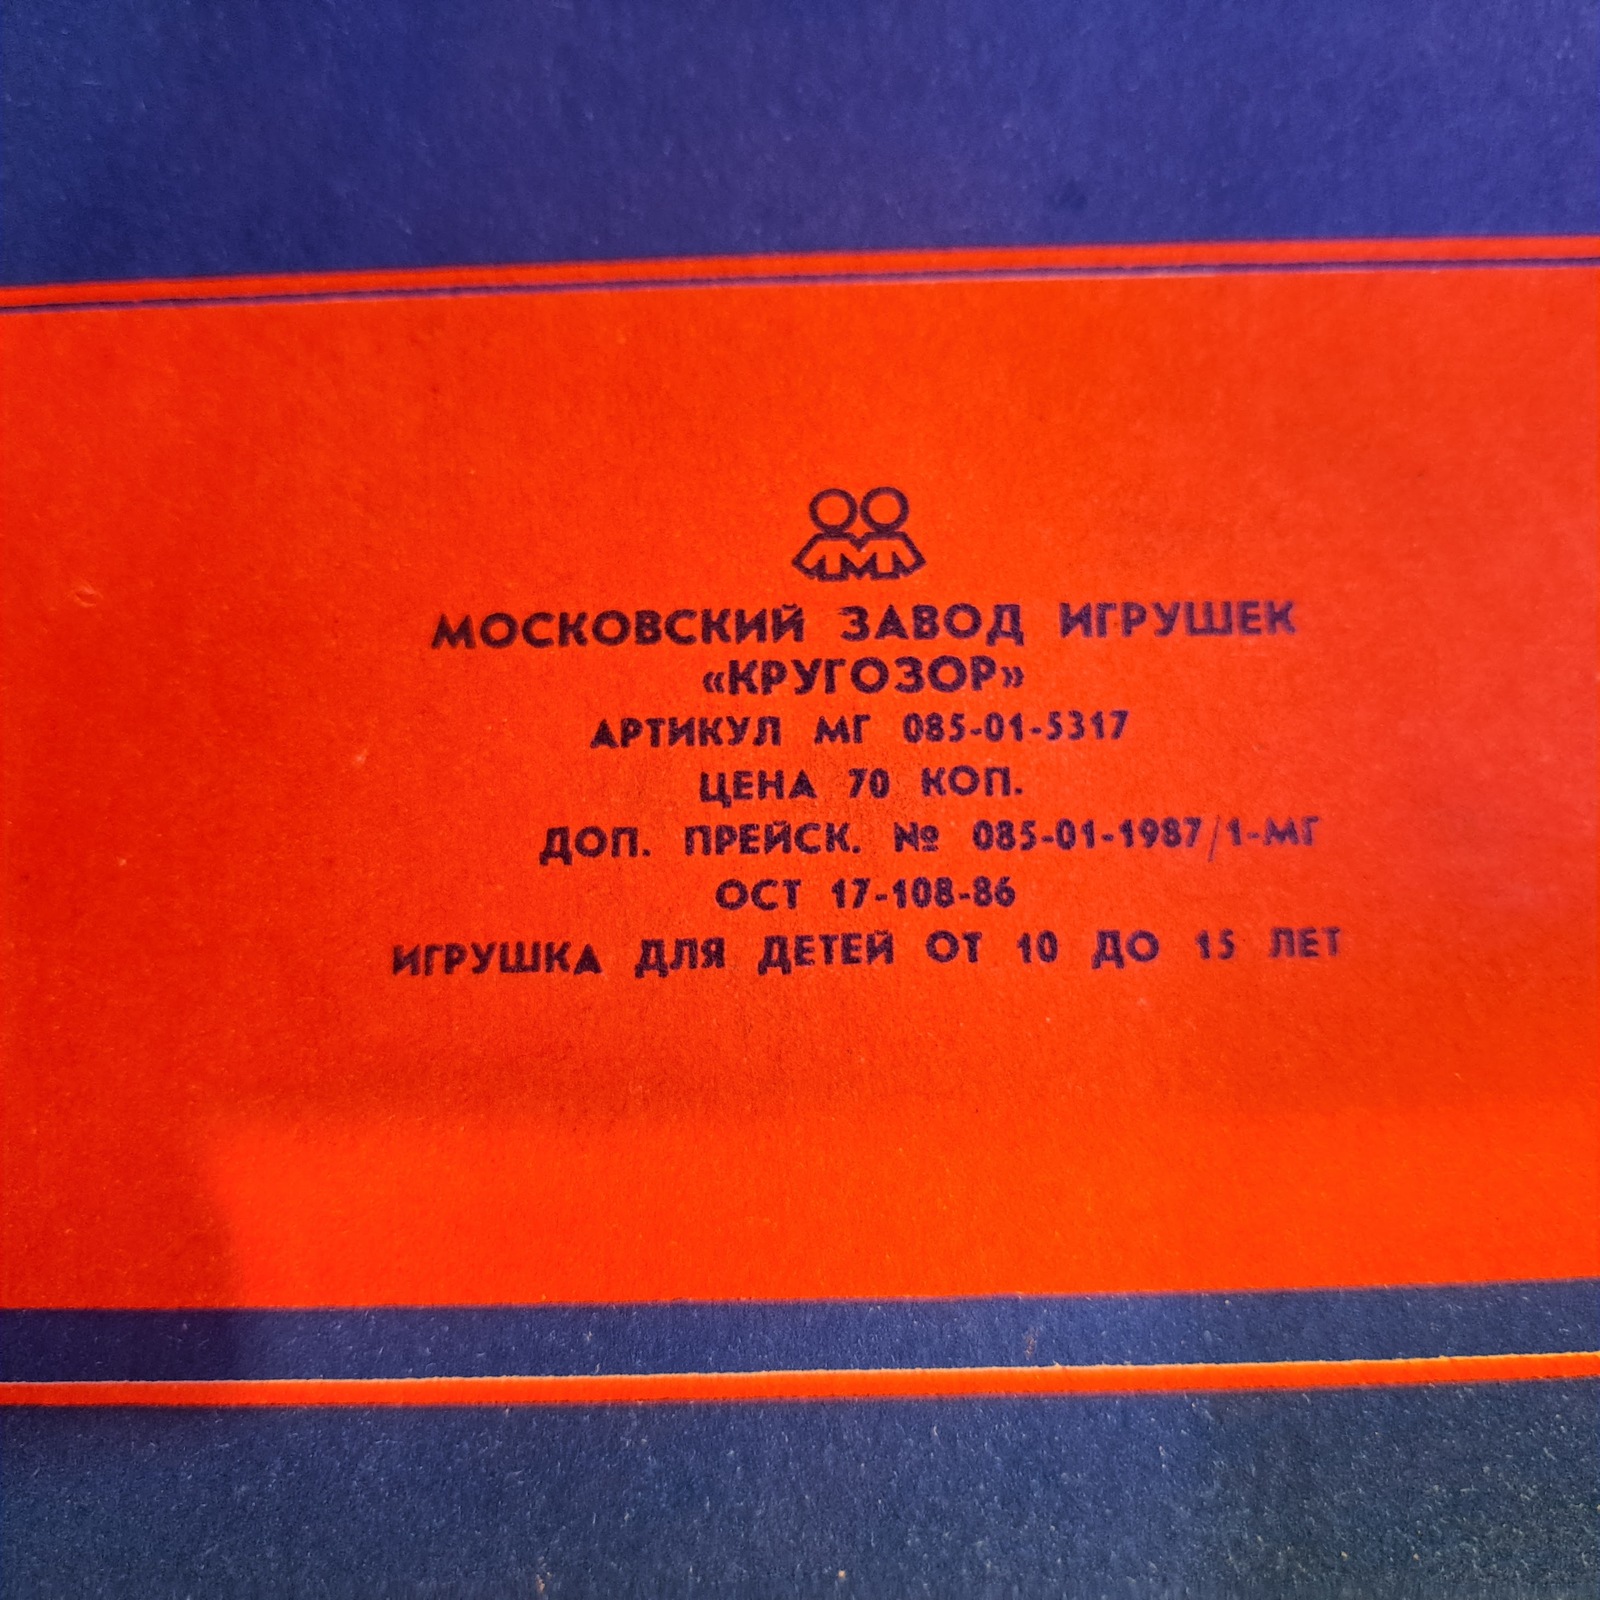 МОСКОВСКИЙ ЗАВОД ИГРУШЕК
«КРУГОЗОР»
АРТИКУЛ МГ 085-01-5317
ЦЕНА 70 КОП.
ДОП. ПРЕЙСК. № 085-01-1987/1-МГ
ОСТ 17-108-86
ИГРУШКА ДЛЯ ДЕТЕЙ ОТ 10 ДО 15 ЛЕТ